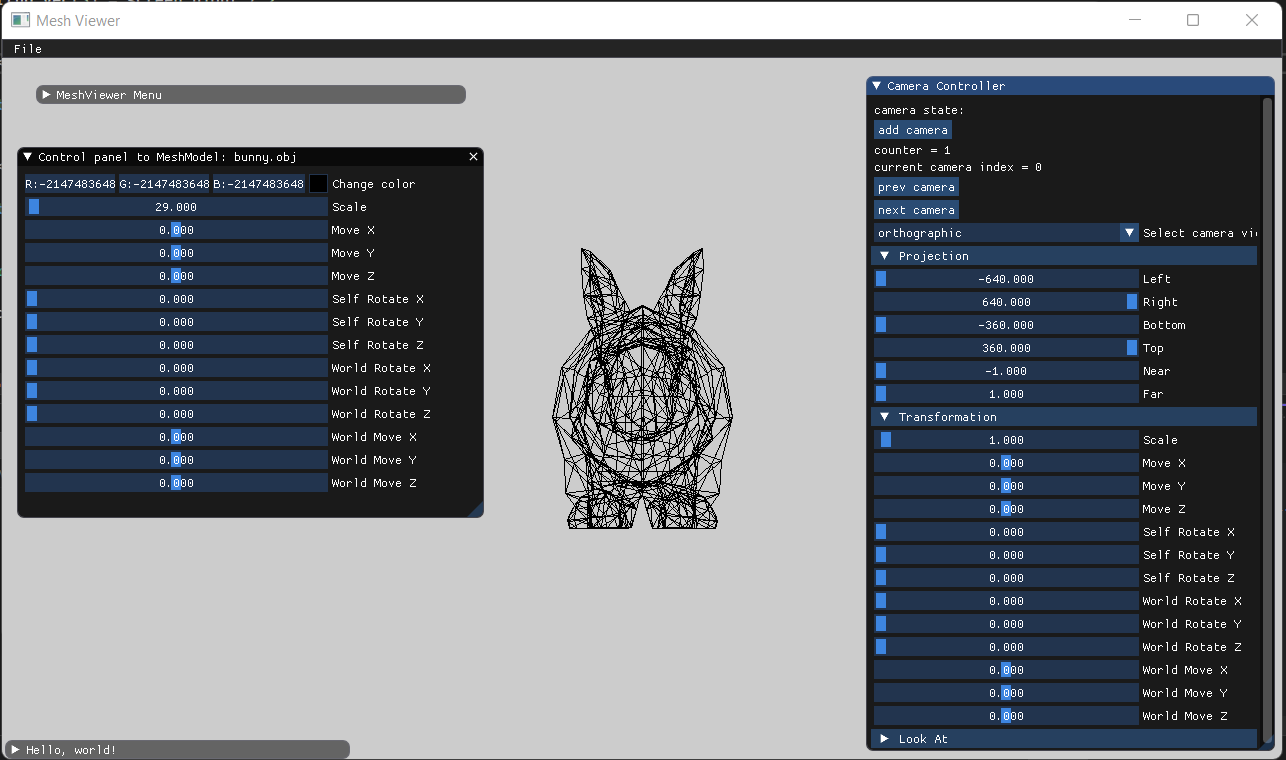 Mesh Viewer
File
MeshViewer Menu
Control panel to MeshModel: bunny.obj
R:-2147483648 G:-2147483648 B:-2147483648 Change color
29.000 Scale
0.000 Move X
0.000 Move Y
0.000 Move Z
0.000 Self Rotate X
0.000 Self Rotate Y
0.000 Self Rotate Z
0.000 World Rotate X
0.000 World Rotate Y
0.000 World Rotate Z
0.000 World Move X
0.000 World Move Y
0.000 World Move Z
Hello, world!
Camera Controller
camera state:
add camera
counter = 1
current camera index = 0
prev camera
next camera
orthographic Select camera vi
Projection
-640.000 Left
640.000 Right
-360.000 Bottom
360.000 Top
-1.000 Near
1.000 Far
Transformation
1.000 Scale
0.000 Move X
0.000 Move Y
0.000 Move Z
0.000 Self Rotate X
0.000 Self Rotate Y
0.000 Self Rotate Z
0.000 World Rotate X
0.000 World Rotate Y
0.000 World Rotate Z
0.000 World Move X
0.000 World Move Y
0.000 World Move Z
Look At